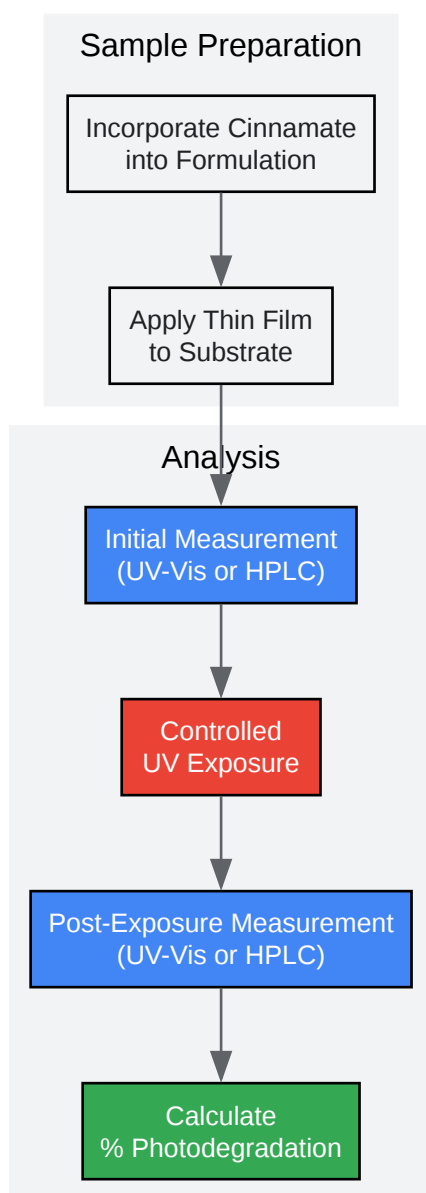 Sample Preparation
Incorporate Cinnamate
into Formulation
Apply Thin Film
to Substrate
Analysis
Initial Measurement
(UV-Vis or HPLC)
Controlled
UV Exposure
Post-Exposure Measurement
(UV-Vis or HPLC)
Calculate
% Photodegradation